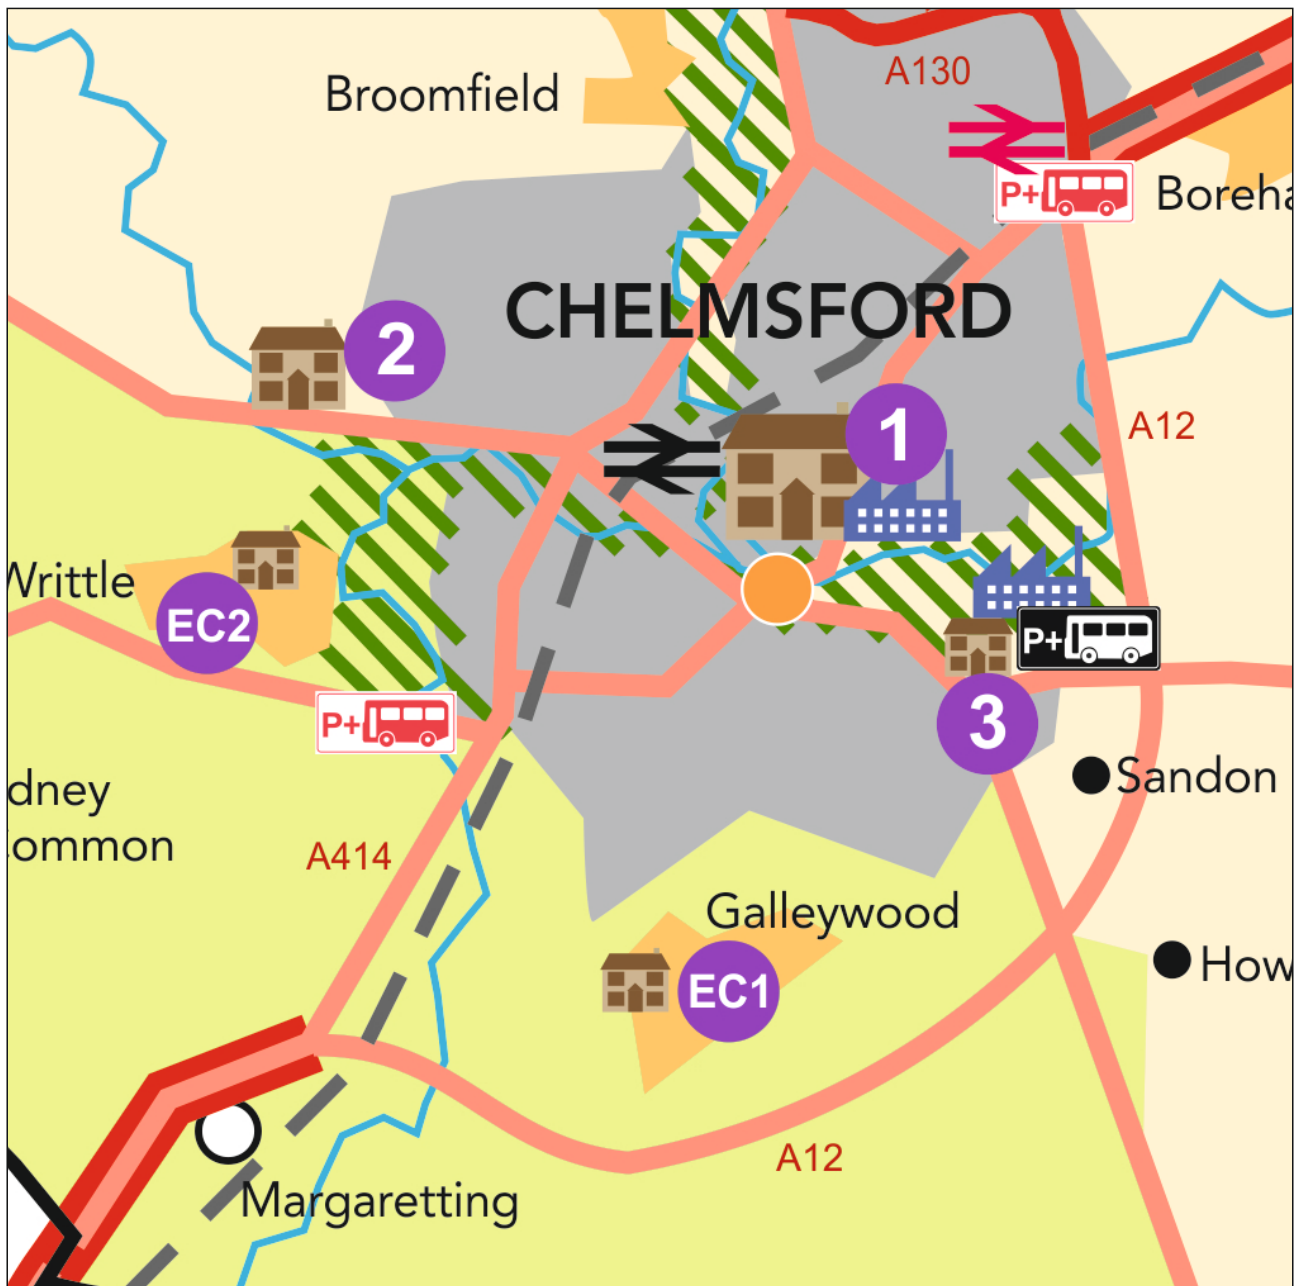 A130
Broomfield
P+
Boreha
CHELMSFORD
2
1
A12
Writtle
EC2
P+
P+
3
Sandon
dney
ommon
A414
Galleywood
EC1
How
A12
Margaretting